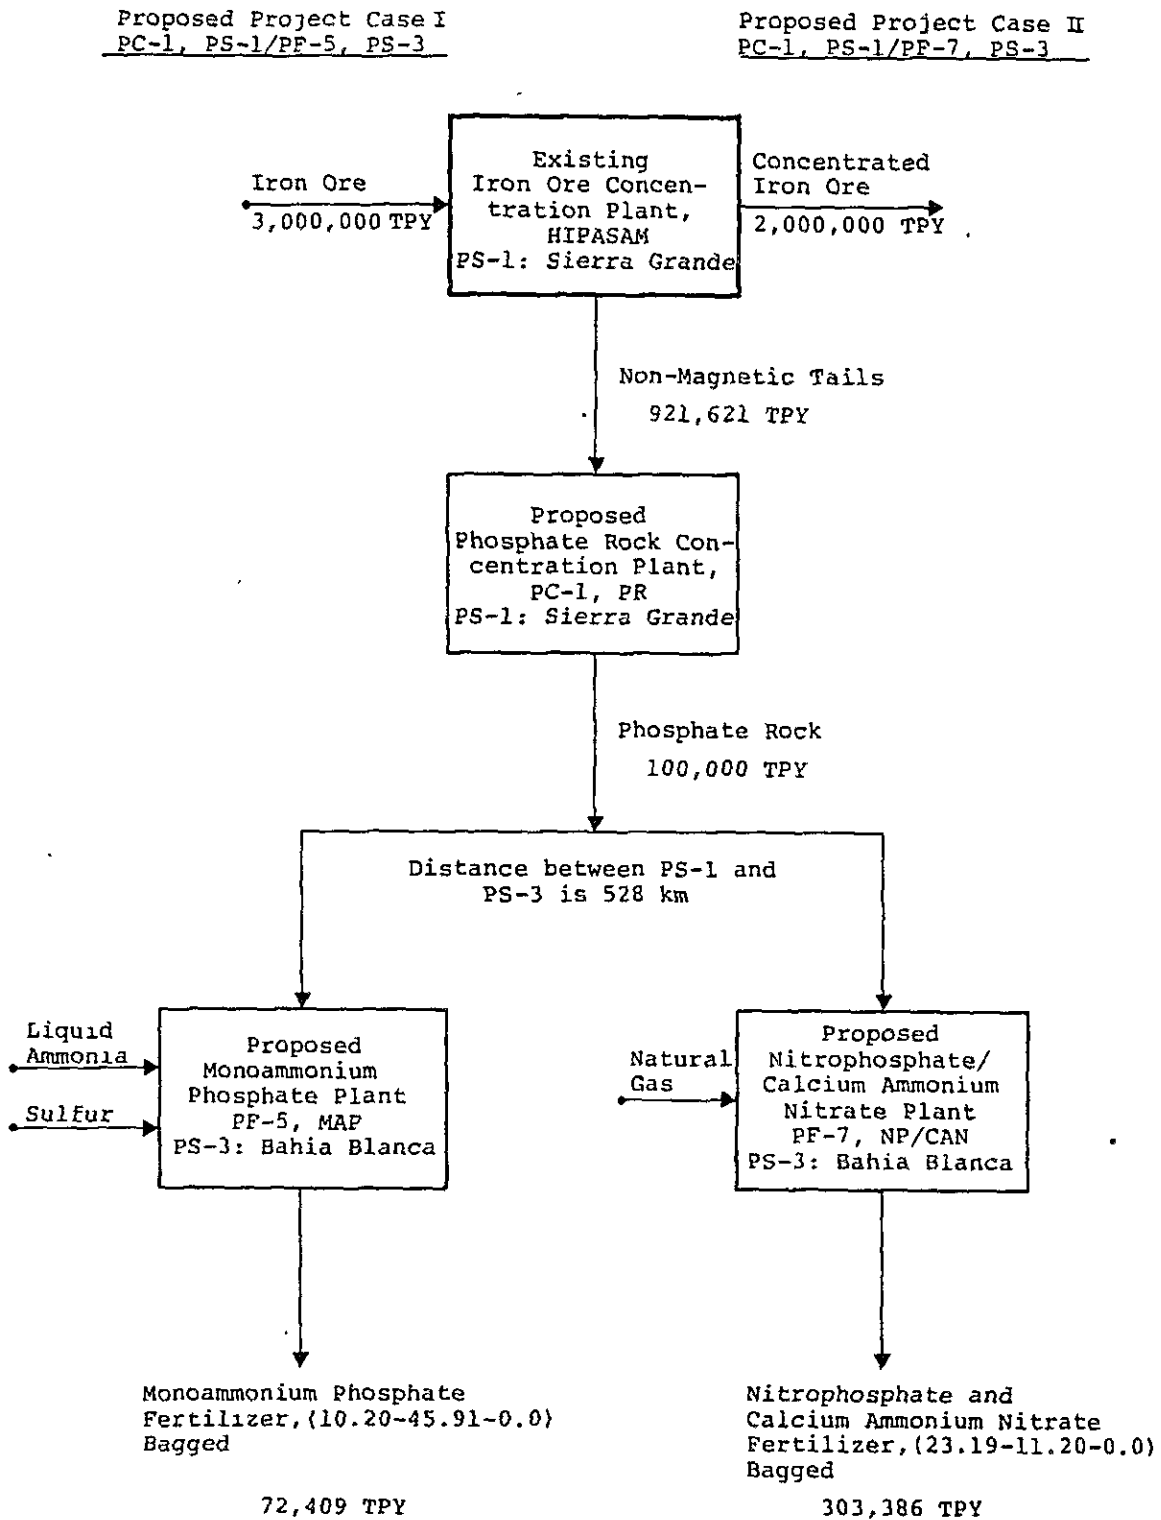 Proposed Project Case I
PC-1, PS-1/PF-5, PS-3
Proposed Project Case II
PC-1, PS-1/PF-7, PS-3
Iron Ore
3,000,000 TPY
Existing
Iron Ore Concen-
tration Plant,
HIPASAM
PS-1: Sierra Grande
Concentrated
Iron Ore
2,000,000 TPY
Non-Magnetic Tails
921,621 TPY
Proposed
Phosphate Rock Con-
centration Plant,
PC-1, PR
PS-1: Sierra Grande
Phosphate Rock
100,000 TPY
Distance between PS-1 and
PS-3 is 528 km
Liquid
Ammonia
Sulfur
Proposed
Monoammonium
Phosphate Plant
PF-5, MAP
PS-3: Bahia Blanca
Natural
Gas
Proposed
Nitrophosphate/
Calcium Ammonium
Nitrate Plant
PF-7, NP/CAN
PS-3: Bahia Blanca
Monoammonium Phosphate
Fertilizer, (10.20-45.91-0.0)
Bagged
72,409 TPY
Nitrophosphate and
Calcium Ammonium Nitrate
Fertilizer, (23.19-11.20-0.0)
Bagged
303,386 TPY